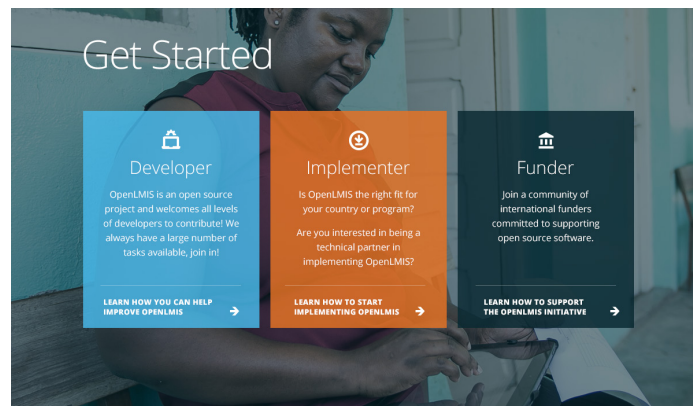 Get Started
Developer
OpenLMIS is an open source
project and welcomes all levels
of developers to contribute! We
always have a large number of
tasks available, join in!
LEARN HOW YOU CAN HELP
IMPROVE OPENLMIS
Implementer
Is OpenLMIS the right fit for
your country or program?
Are you interested in being a
technical partner in
implementing OpenLMIS?
LEARN HOW TO START
IMPLEMENTING OPENLMIS
Funder
Join a community of
international funders
committed to supporting
open source software.
LEARN HOW TO SUPPORT
THE OPENLMIS INITIATIVE